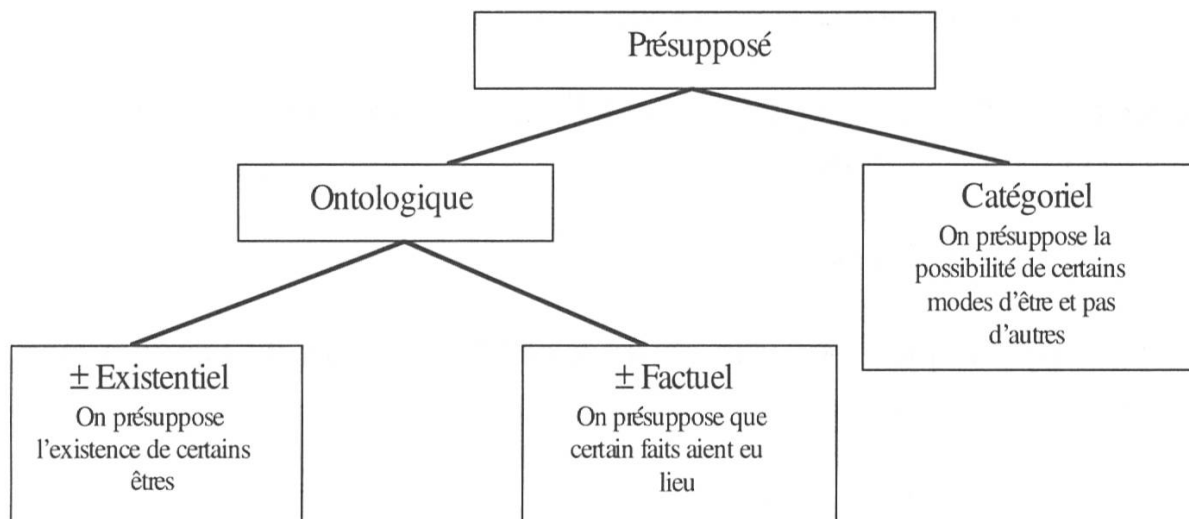 Présupposé
Ontologique
Catégoriel
On présuppose la
possibilité de certains
modes d'être et pas
d'autres
± Existentiel
On présuppose
l'existence de certains
êtres
± Factuel
On présuppose que
certain faits aient eu
lieu